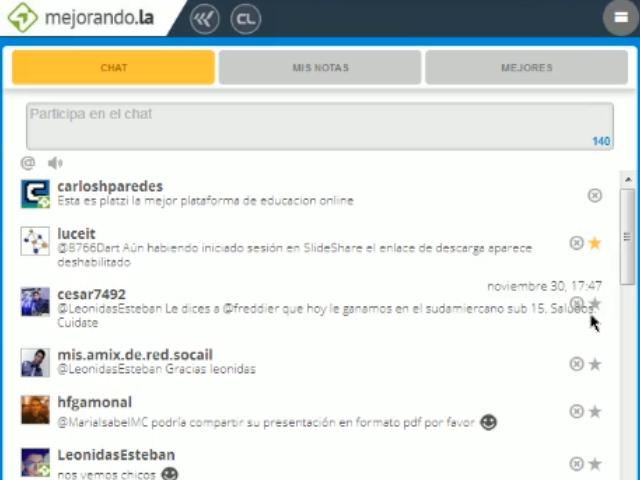 mejorando.la
CL
CHAT
MIS NOTAS
MEJORES
Participa en el chat
140
@
carloshparedes
Esta es platzi la mejor plataforma de educacion online
luceit
@8766Dart Aún habiendo iniciado sesión en SlideShare el enlace de descarga aparece
deshabilitado
noviembre 30, 17:47
cesar7492
@LeonidasEsteban Le dices a @freddier que hoy le ganamos en el sudamiercano sub 15. Saludos.
Cuidate
mis.amix.de.red.socail
@LeonidasEsteban Gracias leonidas
hfgamonal
@MariaIsabelMC podría compartir su presentación en formato pdf por favor
LeonidasEsteban
nos vemos chicos